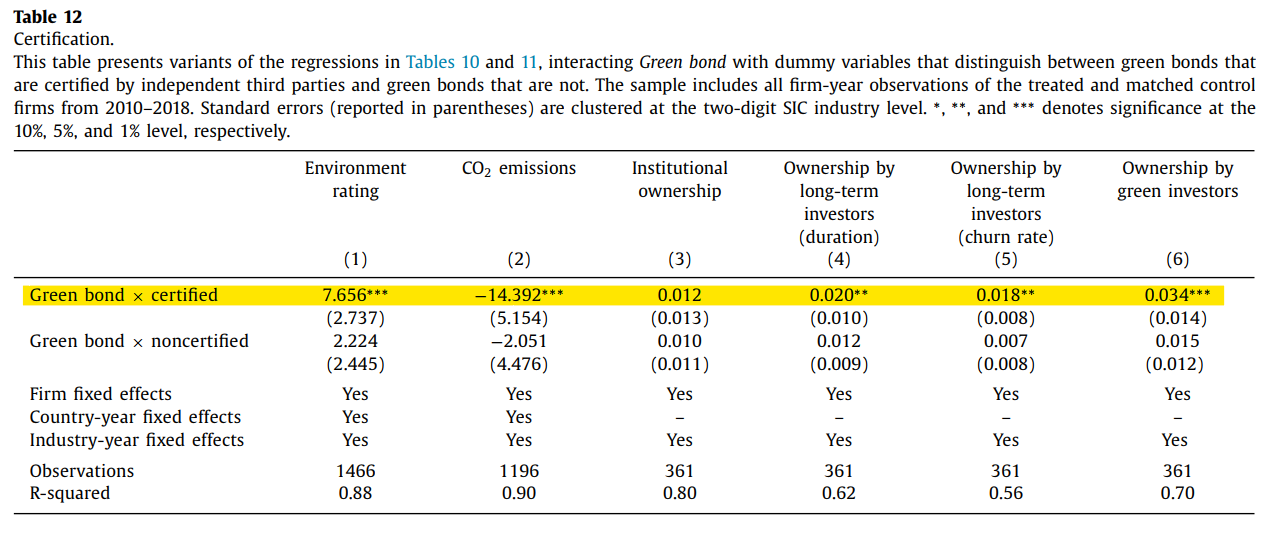 Table 12
Certification.
This table presents variants of the regressions in Tables 10 and 11, interacting Green bond with dummy variables that distinguish between green bonds that
are certified by independent third parties and green bonds that are not. The sample includes all firm-year observations of the treated and matched control
firms from 2010–2018. Standard errors (reported in parentheses) are clustered at the two-digit SIC industry level. *, **, and *** denotes significance at the
10%, 5%, and 1% level, respectively.
Environment CO₂ emissions Institutional Ownership by Ownership by Ownership by
rating ownership long-term long-term green investors
investors investors
(duration) (churn rate)
(1) (2) (3) (4) (5) (6)
Green bond × certified 7.656*** −14.392*** 0.012 0.020** 0.018** 0.034***
(2.737) (5.154) (0.013) (0.010) (0.008) (0.014)
Green bond × noncertified 2.224 −2.051 0.010 0.012 0.007 0.015
(2.445) (4.476) (0.011) (0.009) (0.008) (0.012)
Firm fixed effects Yes Yes Yes Yes Yes Yes
Country-year fixed effects Yes Yes – – – –
Industry-year fixed effects Yes Yes Yes Yes Yes Yes
Observations 1466 1196 361 361 361 361
R-squared 0.88 0.90 0.80 0.62 0.56 0.70